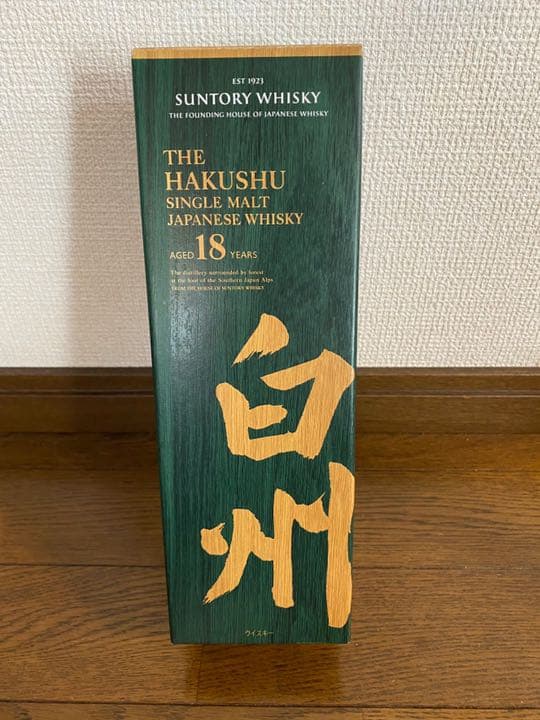 EST 1923
SUNTORY WHISKY
THE FOUNDING HOUSE OF JAPANESE WHISKY
THE
HAKUSHU
SINGLE MALT
JAPANESE WHISKY
AGED 18 YEARS
The distillery surrounded by forest
at the foot of the Southern Japan Alps
FROM THE HOUSE OF SUNTORY WHISKY
白州
ウイスキー